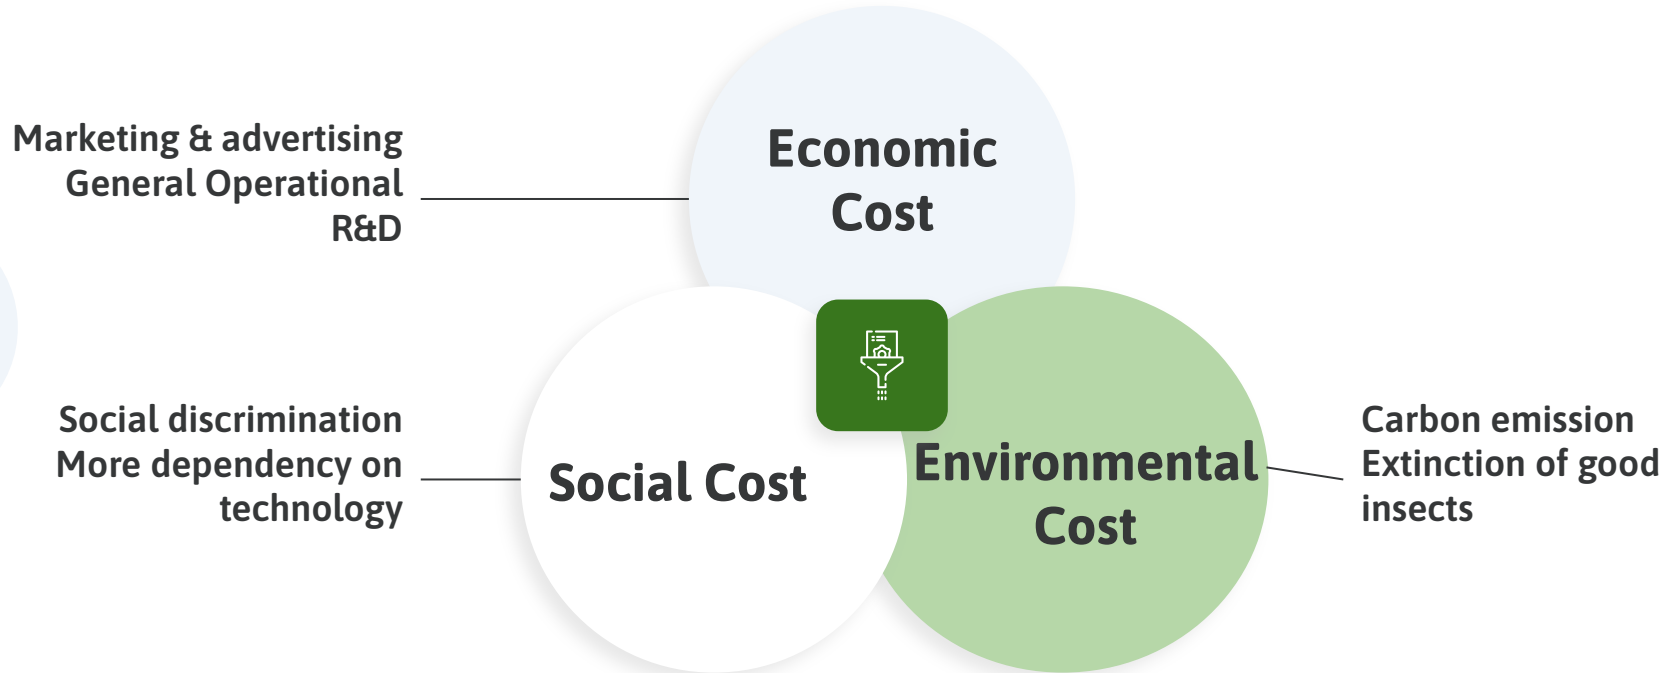 Economic
Cost
Marketing & advertising
General Operational
R&D
Social Cost
Social discrimination
More dependency on
technology
Environmental
Cost
Carbon emission
Extinction of good
insects